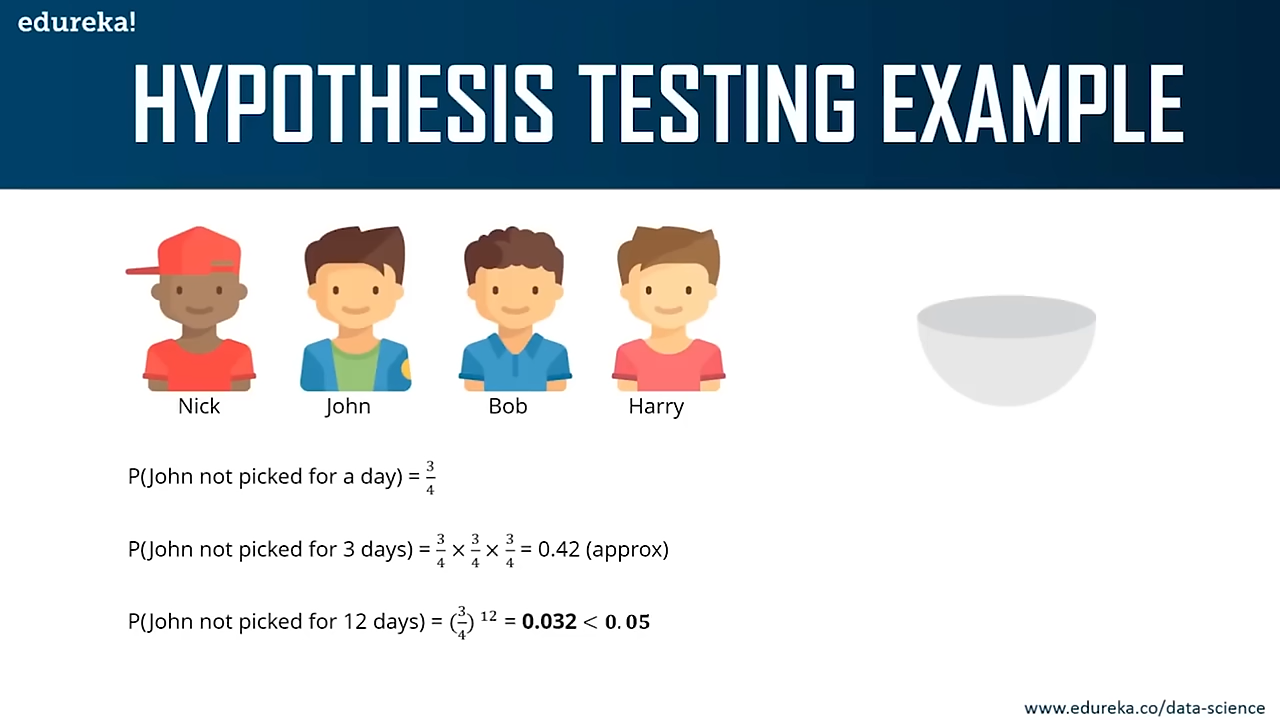 edureka!
HYPOTHESIS TESTING EXAMPLE
Nick John Bob Harry
P(John not picked for a day) = 3/4
P(John not picked for 3 days) = 3/4 × 3/4 × 3/4 = 0.42 (approx)
P(John not picked for 12 days) = (3/4) ¹² = 0.032 < 0.05
www.edureka.co/data-science